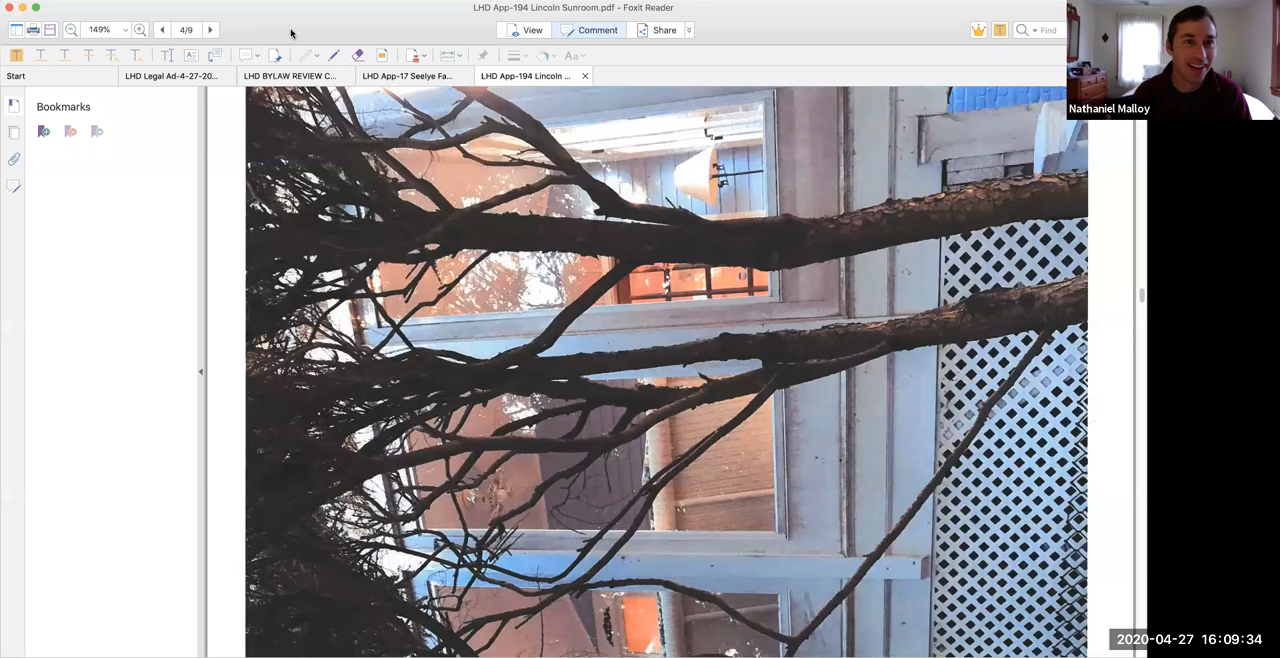 LHD App-194 Lincoln Sunroom.pdf - Foxit Reader
149%
4/9
View
Comment
Share
Find
Start
LHD Legal Ad-4-27-20...
LHD BYLAW REVIEW C...
LHD App-17 Seelye Fa...
LHD App-194 Lincoln ...
Bookmarks
Nathaniel Malloy
2020-04-27 16:09:34